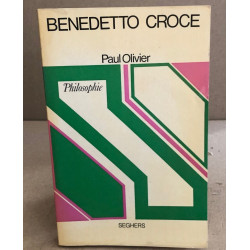 BENEDETTO CROCE
Paul Olivier
Philosophie
SEGHERS